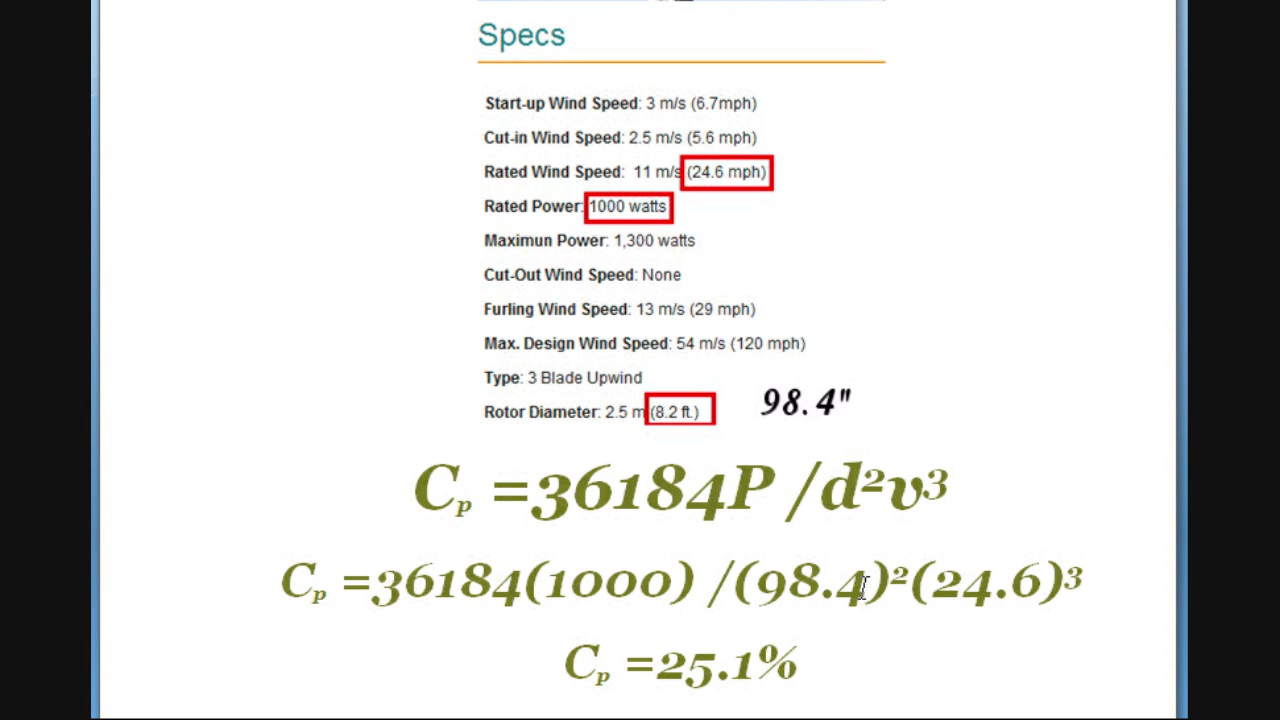 Specs
Start-up Wind Speed: 3 m/s (6.7mph)
Cut-in Wind Speed: 2.5 m/s (5.6 mph)
Rated Wind Speed: 11 m/s (24.6 mph)
Rated Power: 1000 watts
Maximun Power: 1,300 watts
Cut-Out Wind Speed: None
Furling Wind Speed: 13 m/s (29 mph)
Max. Design Wind Speed: 54 m/s (120 mph)
Type: 3 Blade Upwind
Rotor Diameter: 2.5 m (8.2 ft.) 98.4"
Cₚ =36184P /d²v³
Cₚ =36184(1000) /(98.4)²(24.6)³
Cₚ =25.1%